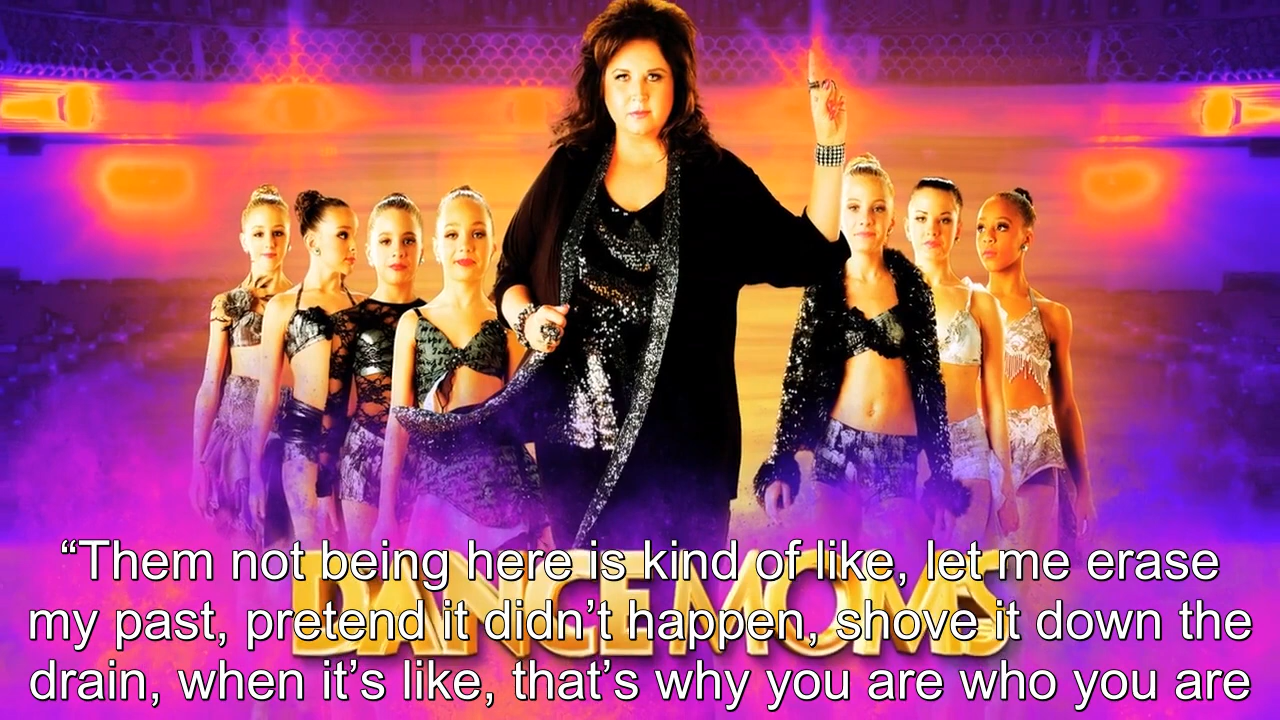 “Them not being here is kind of like, let me erase
my past, pretend it didn’t happen, shove it down the
drain, when it’s like, that’s why you are who you are
DANCE MOMS